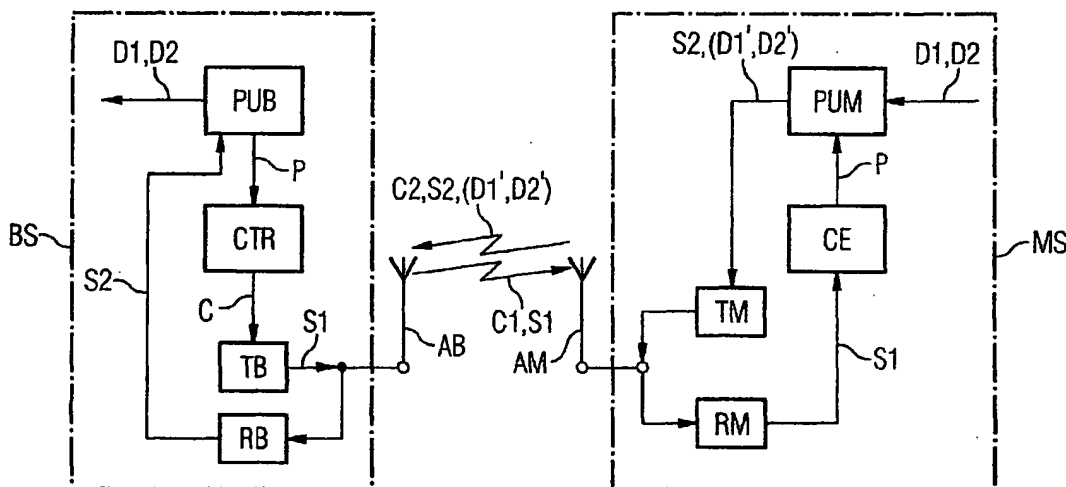 D1,D2
PUB
P
BS
CTR
S2
C
TB
S1
RB
AB
C2,S2,(D1',D2')
C1,S1
AM
S2,(D1',D2')
D1,D2
PUM
P
CE
MS
TM
S1
RM